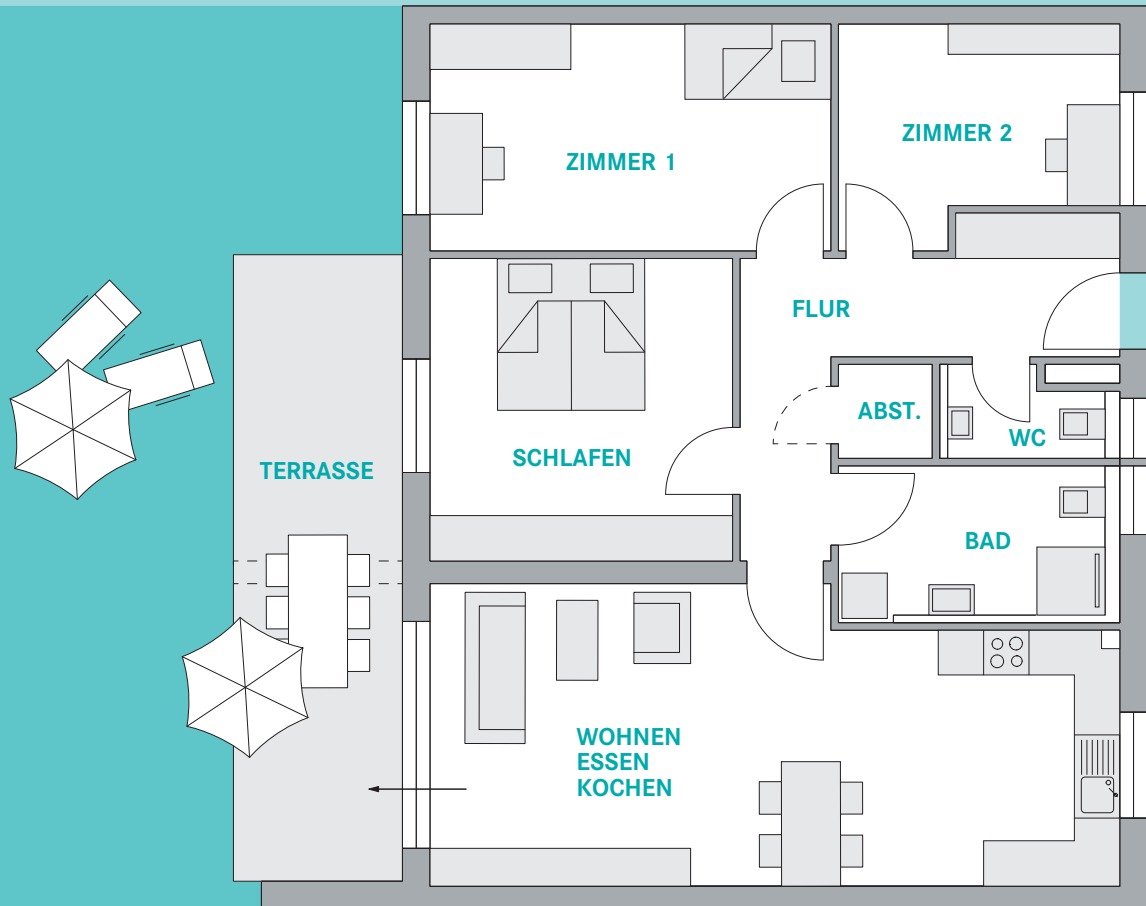 ZIMMER 1
ZIMMER 2
FLUR
ABST.
WC
SCHLAFEN
TERRASSE
BAD
WOHNEN
ESSEN
KOCHEN